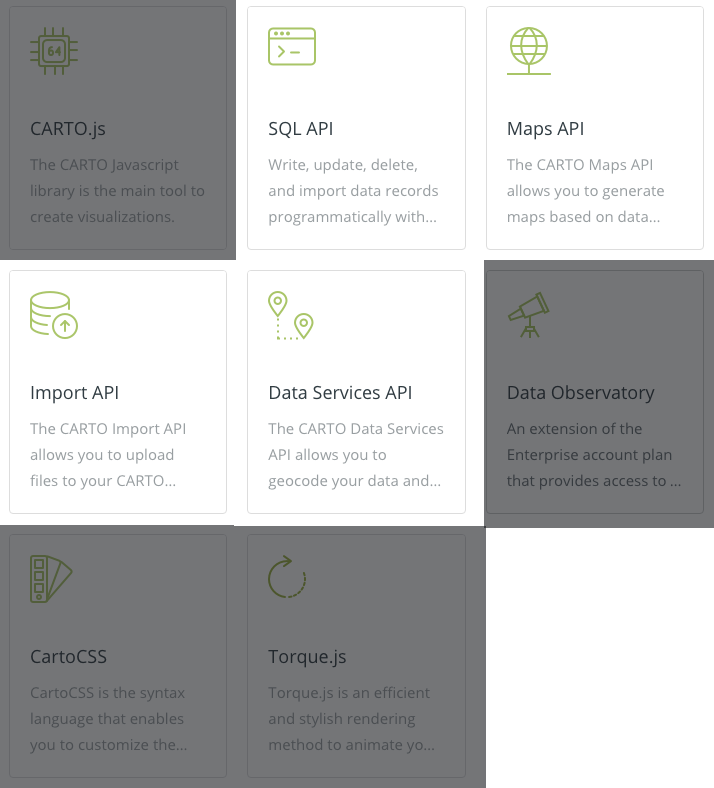 64
CARTO.js
The CARTO Javascript
library is the main tool to
create visualizations.
SQL API
Write, update, delete,
and import data records
programmatically with...
Maps API
The CARTO Maps API
allows you to generate
maps based on data...
Import API
The CARTO Import API
allows you to upload
files to your CARTO...
Data Services API
The CARTO Data Services
API allows you to
geocode your data and...
Data Observatory
An extension of the
Enterprise account plan
that provides access to ...
CartoCSS
CartoCSS is the syntax
language that enables
you to customize the...
Torque.js
Torque.js is an efficient
and stylish rendering
method to animate yo...